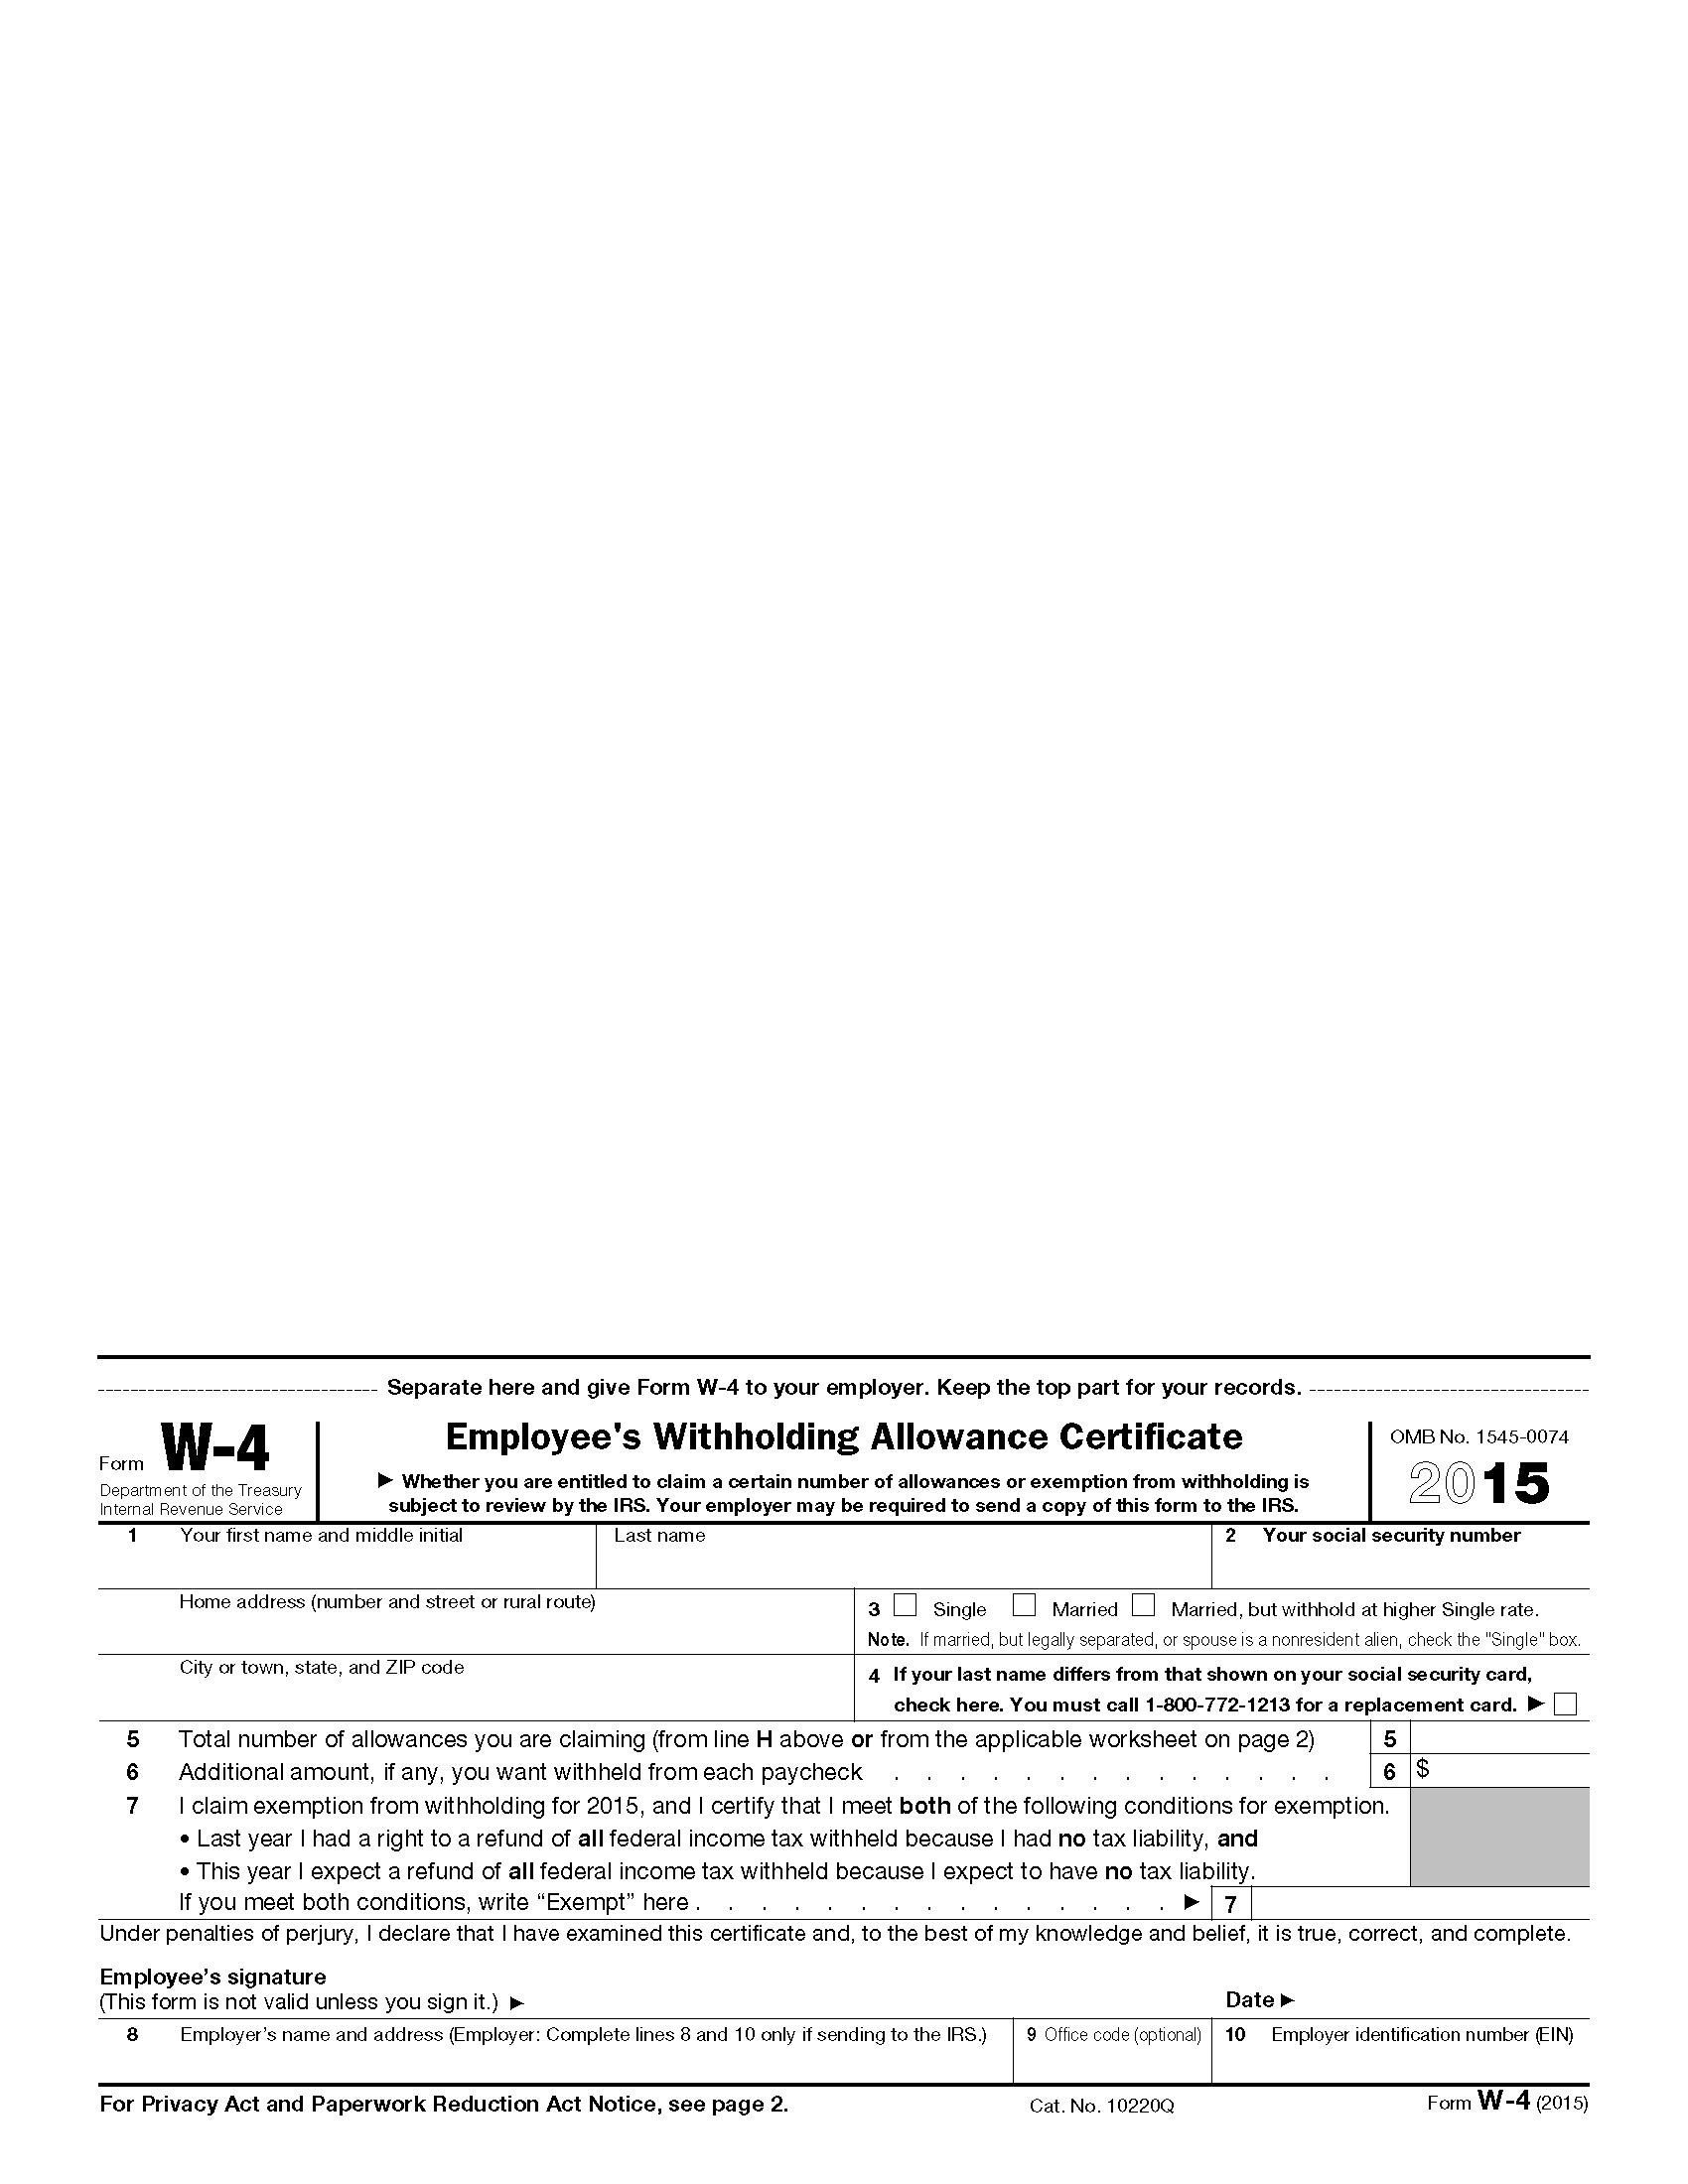 Separate here and give Form W-4 to your employer. Keep the top part for your records.
Form W-4
Department of the Treasury
Internal Revenue Service
Employee's Withholding Allowance Certificate
▶ Whether you are entitled to claim a certain number of allowances or exemption from withholding is
subject to review by the IRS. Your employer may be required to send a copy of this form to the IRS.
OMB No. 1545-0074
2015
1 Your first name and middle initial
Last name
2 Your social security number
Home address (number and street or rural route)
3 Single Married Married, but withhold at higher Single rate.
Note. If married, but legally separated, or spouse is a nonresident alien, check the "Single" box.
City or town, state, and ZIP code
4 If your last name differs from that shown on your social security card,
check here. You must call 1-800-772-1213 for a replacement card. ▶
5 Total number of allowances you are claiming (from line H above or from the applicable worksheet on page 2) 5
6 Additional amount, if any, you want withheld from each paycheck . . . . . . . . . . . . . . 6 $
7 I claim exemption from withholding for 2015, and I certify that I meet both of the following conditions for exemption.
• Last year I had a right to a refund of all federal income tax withheld because I had no tax liability, and
• This year I expect a refund of all federal income tax withheld because I expect to have no tax liability.
If you meet both conditions, write “Exempt” here . . . . . . . . . . . . . . . ▶ 7
Under penalties of perjury, I declare that I have examined this certificate and, to the best of my knowledge and belief, it is true, correct, and complete.
Employee’s signature
(This form is not valid unless you sign it.) ▶
Date ▶
8 Employer’s name and address (Employer: Complete lines 8 and 10 only if sending to the IRS.)
9 Office code (optional)
10 Employer identification number (EIN)
For Privacy Act and Paperwork Reduction Act Notice, see page 2.
Cat. No. 10220Q
Form W-4 (2015)